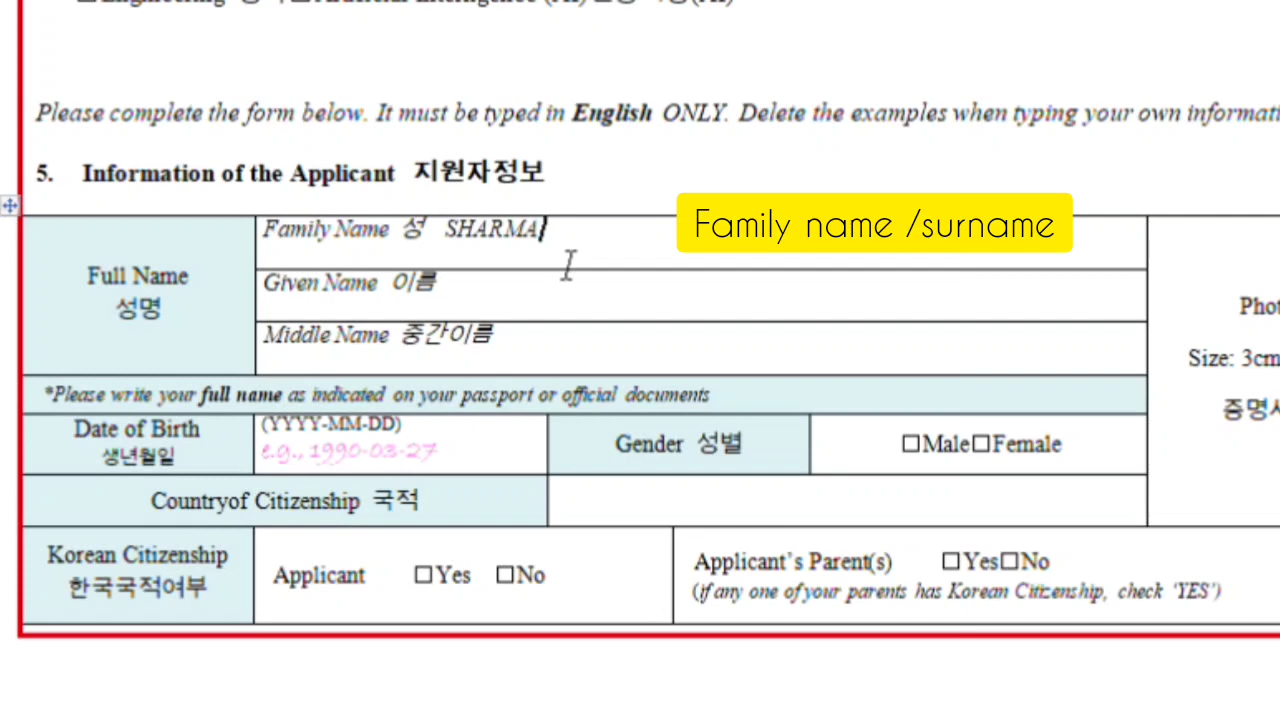 Please complete the form below. It must be typed in English ONLY. Delete the examples when typing your own
5. Information of the Applicant 지원자정보
Family Name 성 SHARMA
Family name /surname
Full Name
성명
Given Name 이름
Middle Name 중간이름
Size: 3cm
*Please write your full name as indicated on your passport or official documents
Date of Birth
생년월일
(YYYY-MM-DD)
e.g., 1990-03-27
Gender 성별
☐Male☐Female
Countryof Citizenship 국적
Korean Citizenship
한국국적여부
Applicant ☐Yes ☐No
Applicant's Parent(s) ☐Yes☐No
(if any one of your parents has Korean Citizenship, check 'YES')